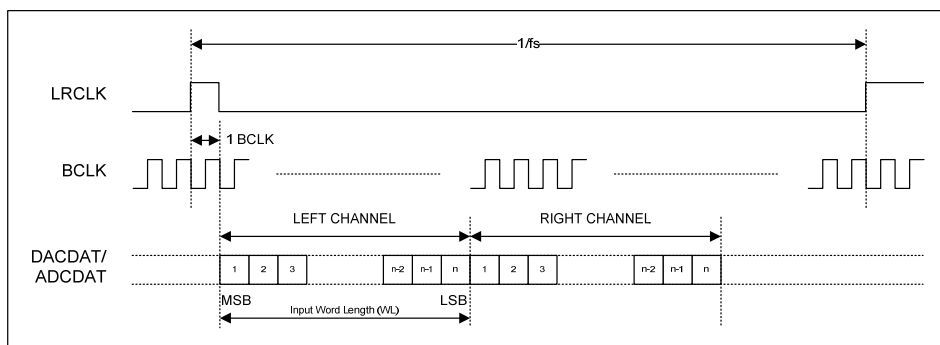 1/fs
LRCLK
1 BCLK
BCLK
LEFT CHANNEL
RIGHT CHANNEL
DACDAT/
ADCDAT
1 2 3 n-2 n-1 n 1 2 3 n-2 n-1 n
MSB
LSB
Input Word Length (WL)